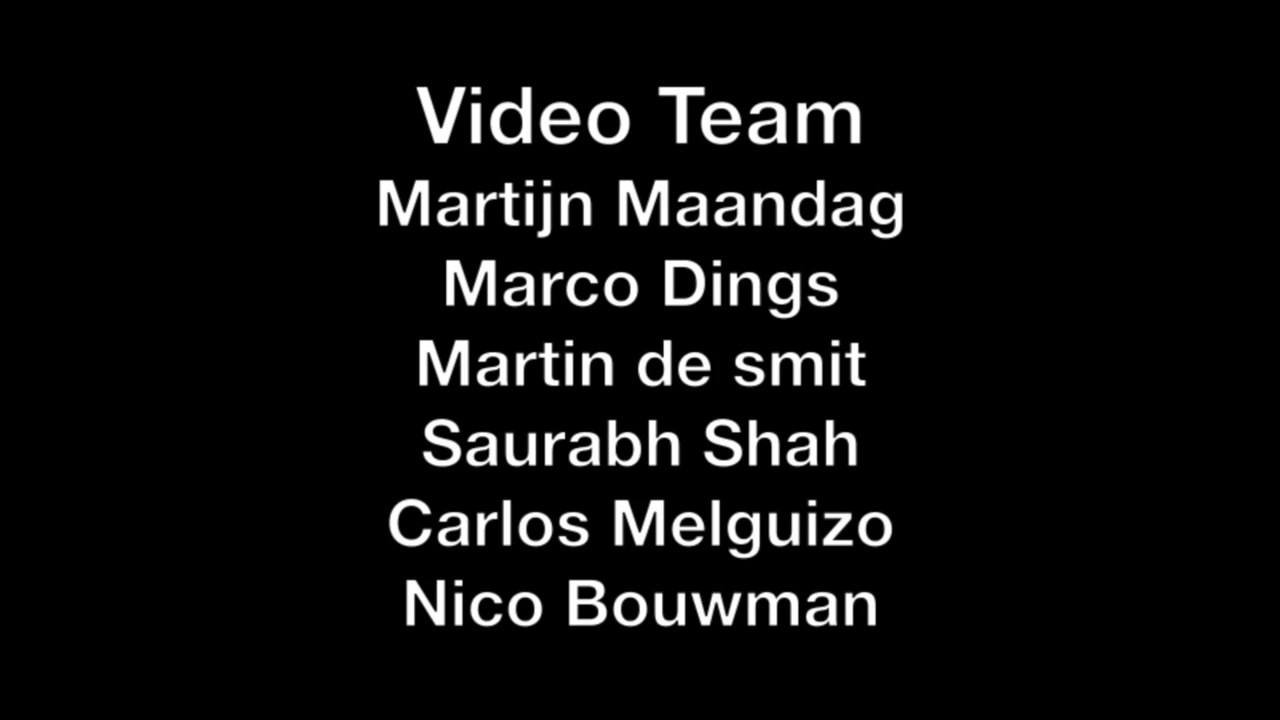 Video Team
Martijn Maandag
Marco Dings
Martin de smit
Saurabh Shah
Carlos Melguizo
Nico Bouwman